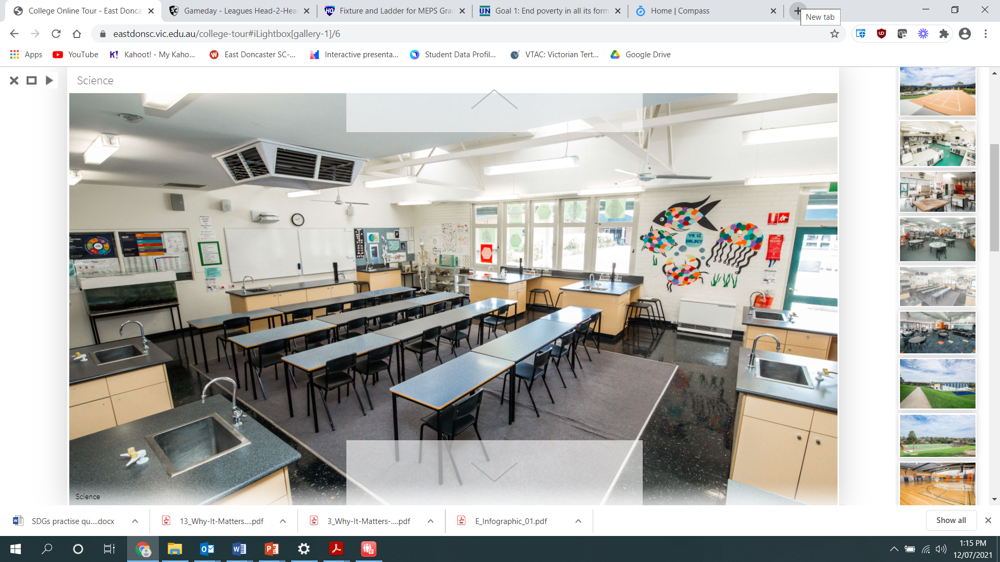 College Online Tour - East Donca
Gameday - Leagues Head-2-Hea
Fixture and Ladder for MEPS Gra
Goal 1: End poverty in all its form
Home | Compass
New tab
eastdonsc.vic.edu.au/college-tour#iLightbox[gallery-1]/6
Apps
YouTube
Kahoot! - My Kaho...
East Doncaster SC-...
Interactive presenta...
Student Data Profil...
VTAC: Victorian Tert...
Google Drive
Science
YR 12
BIOLOGY
Science
SDGs practise qu....docx
13_Why-It-Matters....pdf
3_Why-It-Matters-....pdf
E_Infographic_01.pdf
Show all
1:15 PM
12/07/2021